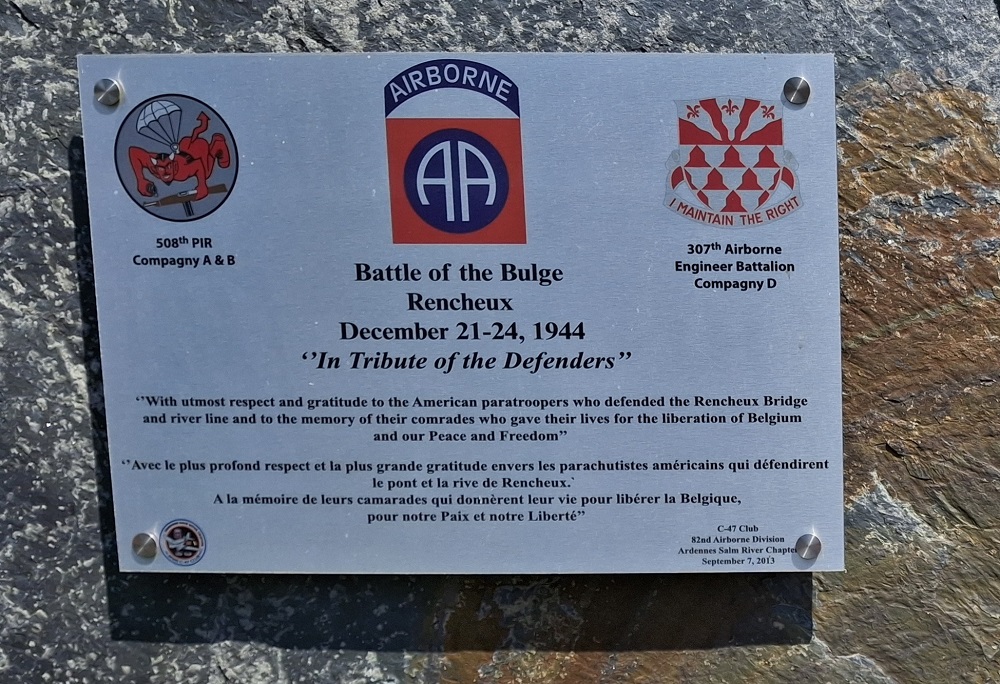 AIRBORNE
AA
508th PIR
Compagny A & B
I MAINTAIN THE RIGHT
307th Airborne
Engineer Battalion
Compagny D
Battle of the Bulge
Rencheux
December 21-24, 1944
‘’In Tribute of the Defenders’’
‘’With utmost respect and gratitude to the American paratroopers who defended the Rencheux Bridge
and river line and to the memory of their comrades who gave their lives for the liberation of Belgium
and our Peace and Freedom’’
‘’Avec le plus profond respect et la plus grande gratitude envers les parachutistes américains qui défendirent
le pont et la rive de Rencheux.`
A la mémoire de leurs camarades qui donnèrent leur vie pour libérer la Belgique,
pour notre Paix et notre Liberté’’
C-47 Club
82nd Airborne Division
Ardennes Salm River Chapter
September 7, 2013